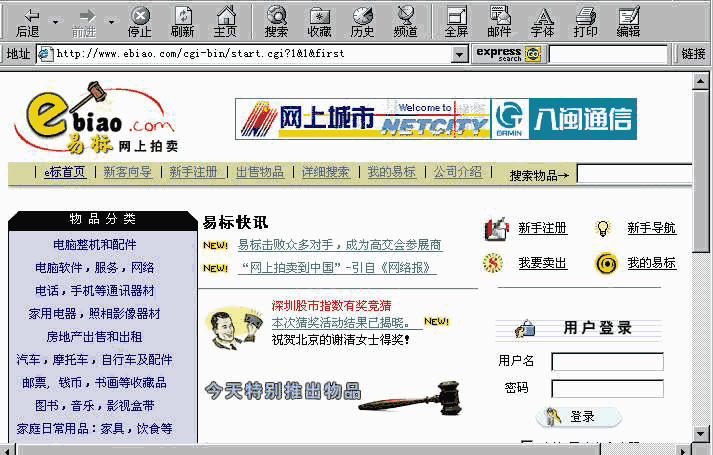 后退 前进 停止 刷新 主页 搜索 收藏 历史 频道 全屏 邮件 字体 打印 编辑
地址 http://www.ebiao.com/cgi-bin/start.cgi?1&1&first express search 链接
ebiao.com
易标 网上拍卖
网上城市 Welcome to NETCITY GRMIN 八闽通信
e标首页 | 新客向导 | 新手注册 | 出售物品 | 详细搜索 | 我的易标 | 公司介绍 | 搜索物品→
物品分类
电脑整机和配件
电脑软件，服务，网络
电话，手机等通讯器材
家用电器，照相影像器材
房地产出售和出租
汽车，摩托车，自行车及配件
邮票，钱币，书画等收藏品
图书，音乐，影视盒带
家庭日常用品：家具，饮食等
易标快讯
NEW! 易标击败众多对手，成为高交会参展商
NEW! “网上拍卖到中国”-引自《网络报》
深圳股市指数有奖竞猜
本次猜奖活动结果已揭晓。 NEW!
祝贺北京的谢洁女士得奖!
今天特别推出物品
新手注册 新手导航
我要卖出 我的易标
用户登录
用户名
密码
登录